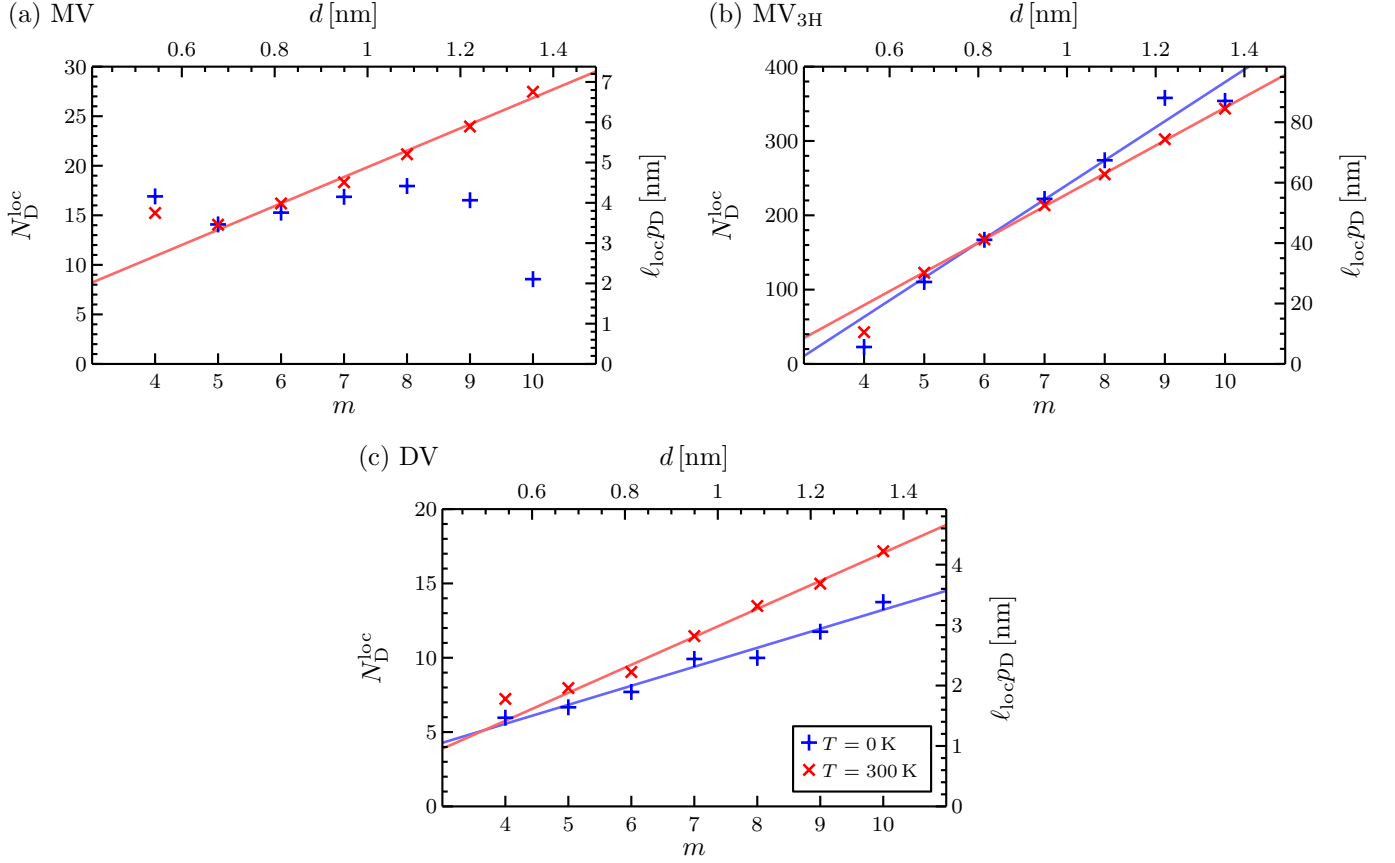 (a) MV
d [nm]
0.6 0.8 1 1.2 1.4
30
25
20
15
10
5
0
N_D^loc
7
6
5
4
3
2
1
0
ℓ_loc p_D [nm]
4 5 6 7 8 9 10
m
(b) MV_3H
d [nm]
0.6 0.8 1 1.2 1.4
400
300
200
100
0
N_D^loc
80
60
40
20
0
ℓ_loc p_D [nm]
4 5 6 7 8 9 10
m
(c) DV
d [nm]
0.6 0.8 1 1.2 1.4
20
15
10
5
0
N_D^loc
4
3
2
1
0
ℓ_loc p_D [nm]
T = 0 K
T = 300 K
4 5 6 7 8 9 10
m